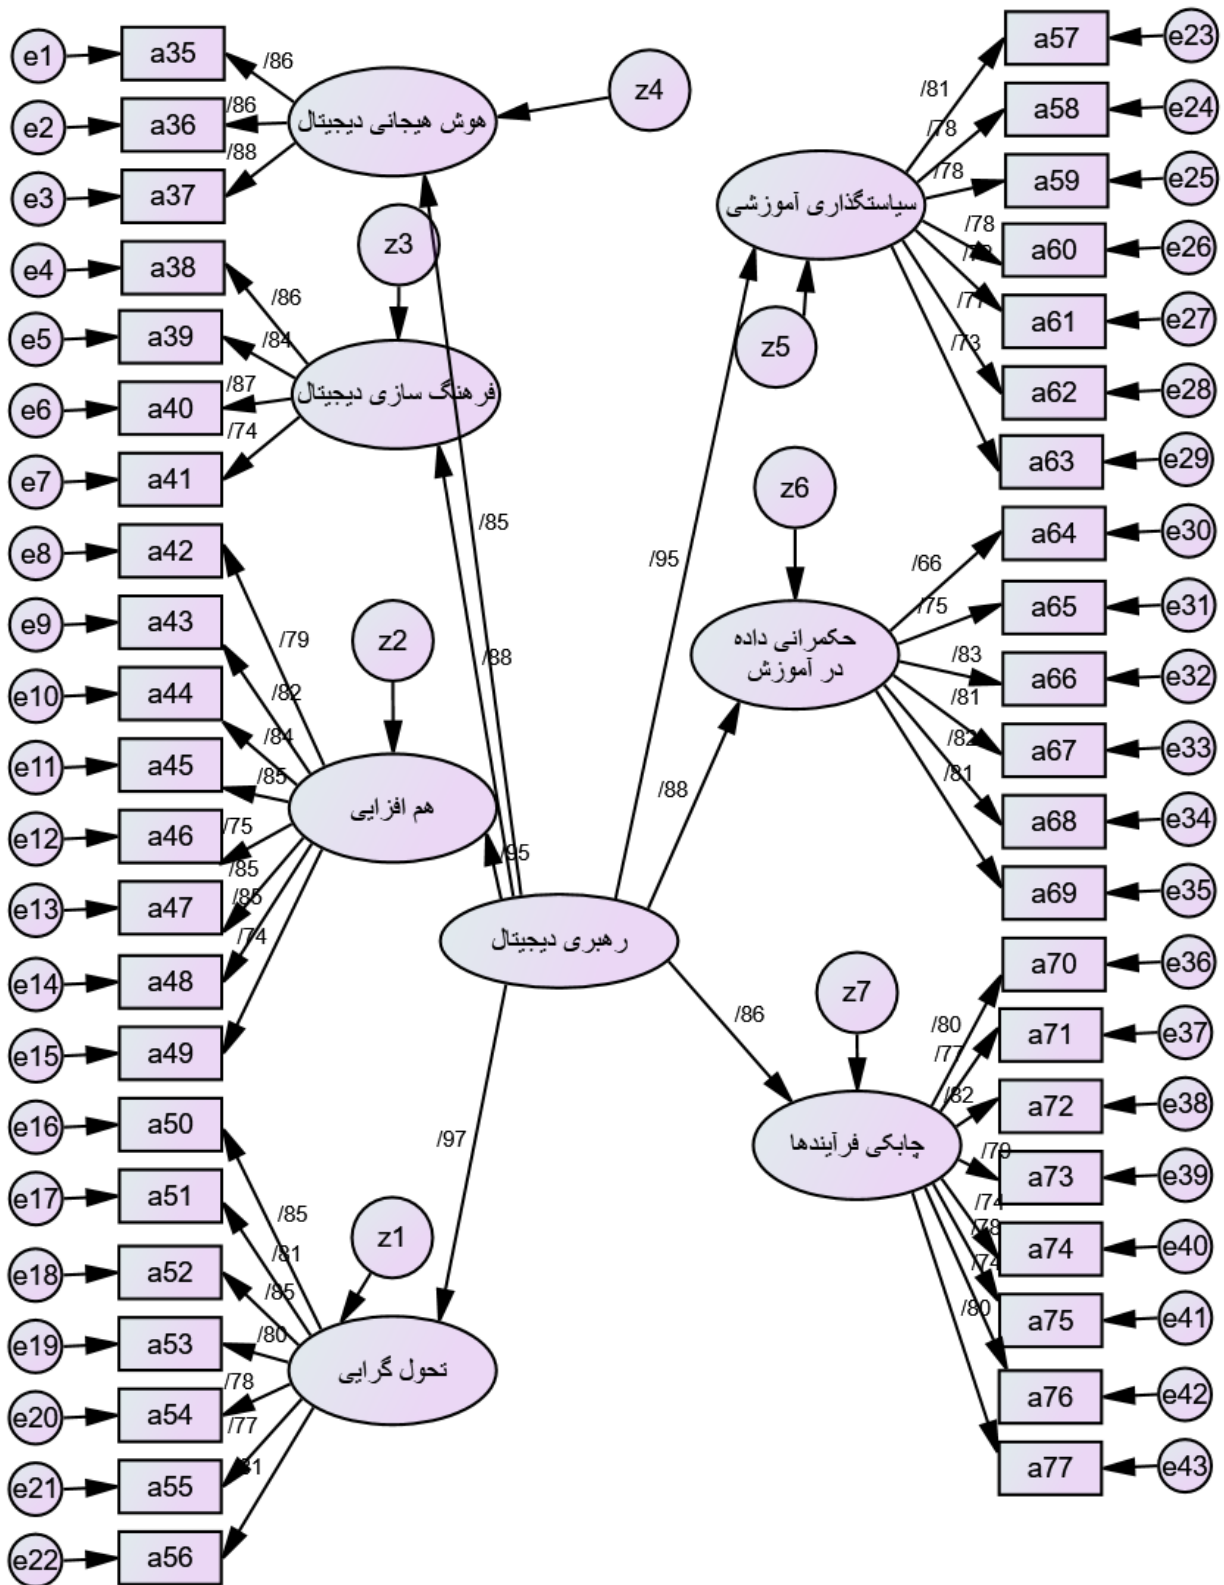 e1
a35
/86
e2
a36
/86
e3
a37
/88
هوش هیجانی دیجیتال
z4
z3
e4
a38
/86
e5
a39
/84
e6
a40
/87
e7
a41
/74
فرهنگ سازی دیجیتال
e8
a42
/79
e9
a43
/82
e10
a44
/84
e11
a45
/85
e12
a46
/75
e13
a47
/85
e14
a48
/85
e15
a49
/74
z2
هم افزایی
/85
/88
/95
رهبری دیجیتال
/97
e16
a50
/85
e17
a51
/81
e18
a52
/85
e19
a53
/80
e20
a54
/78
e21
a55
/77
e22
a56
z1
تحول گرایی
سیاستگذاری آموزشی
z5
/95
/81
a57
e23
/78
a58
e24
/78
a59
e25
/78
a60
e26
a61
e27
/77
a62
e28
/73
a63
e29
z6
حکمرانی داده
در آموزش
/88
/66
a64
e30
/75
a65
e31
/83
a66
e32
/81
a67
e33
/82
a68
e34
/81
a69
e35
z7
/86
چابکی فرآیندها
/80
a70
e36
/77
a71
e37
/82
a72
e38
a73
e39
/74
a74
e40
/78
a75
e41
/74
a76
e42
/80
a77
e43